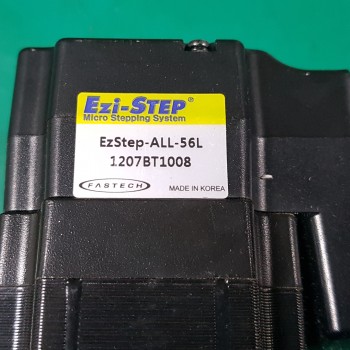 Ezi-STEP®
Micro Stepping System
EzStep-ALL-56L
1207BT1008
FASTECH
MADE IN KOREA